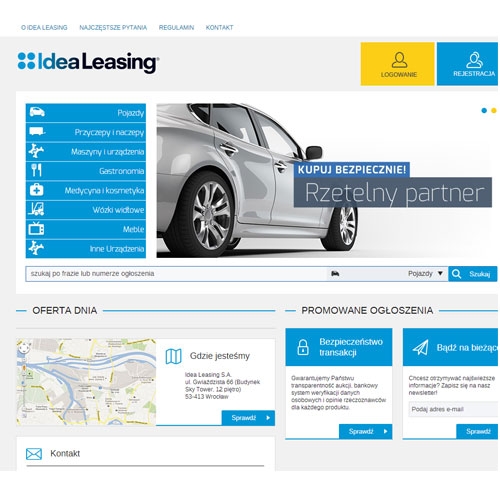 O IDEA LEASING NAJCZĘSTSZE PYTANIA REGULAMIN KONTAKT
Idea Leasing
LOGOWANIE
REJESTRACJA
Pojazdy
Przyczepy i naczepy
Maszyny i urządzenia
Gastronomia
Medycyna i kosmetyka
Wózki widłowe
Meble
Inne Urządzenia
KUPUJ BEZPIECZNIE!
Rzetelny partner
szukaj po frazie lub numerze ogłoszenia Pojazdy Szukaj
OFERTA DNIA
Gdzie jesteśmy
Idea Leasing S.A.
ul. Gwiaździsta 66 (Budynek
Sky Tower, 12 piętro)
53-413 Wrocław
Sprawdź
Kontakt
PROMOWANE OGŁOSZENIA
Bezpieczeństwo
transakcji
Gwarantujemy Państwu
transparentność aukcji, bankowy
system weryfikacji danych
osobowych i opinie rzeczoznawców
dla każdego produktu.
Sprawdź
Bądź na bieżąco
Chcesz otrzymywać najświeższe
informacje? Zapisz się na nasz
newsletter!
Podaj adres e-mail
Sprawdź